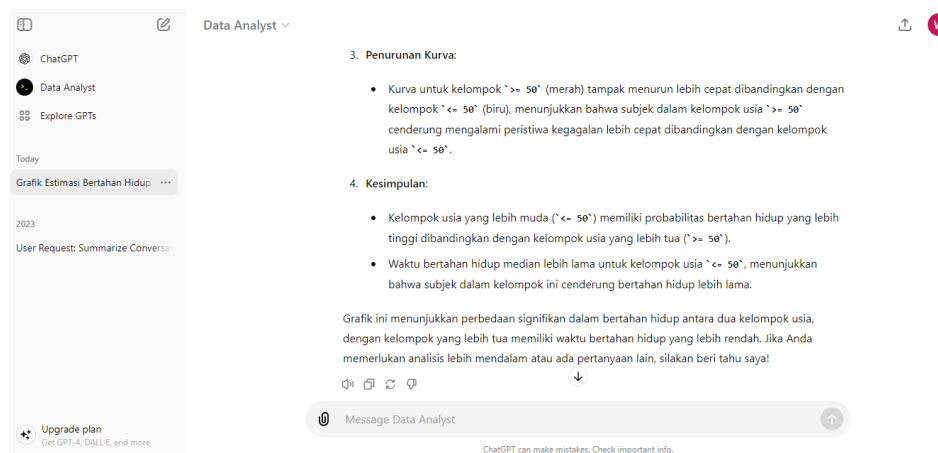 Data Analyst
ChatGPT
Data Analyst
Explore GPTs
Today
Grafik Estimasi Bertahan Hidup
2023
User Request: Summarize Conversa
Upgrade plan
Get GPT-4, DALL·E, and more
3. Penurunan Kurva:
• Kurva untuk kelompok `>= 50` (merah) tampak menurun lebih cepat dibandingkan dengan
kelompok `<= 50` (biru), menunjukkan bahwa subjek dalam kelompok usia `>= 50`
cenderung mengalami peristiwa kegagalan lebih cepat dibandingkan dengan kelompok
usia `<= 50`.
4. Kesimpulan:
• Kelompok usia yang lebih muda (`<= 50`) memiliki probabilitas bertahan hidup yang lebih
tinggi dibandingkan dengan kelompok usia yang lebih tua (`>= 50`).
• Waktu bertahan hidup median lebih lama untuk kelompok usia `<= 50`, menunjukkan
bahwa subjek dalam kelompok ini cenderung bertahan hidup lebih lama.
Grafik ini menunjukkan perbedaan signifikan dalam bertahan hidup antara dua kelompok usia,
dengan kelompok yang lebih tua memiliki waktu bertahan hidup yang lebih rendah. Jika Anda
memerlukan analisis lebih mendalam atau ada pertanyaan lain, silakan beri tahu saya!
Message Data Analyst
ChatGPT can make mistakes. Check important info.